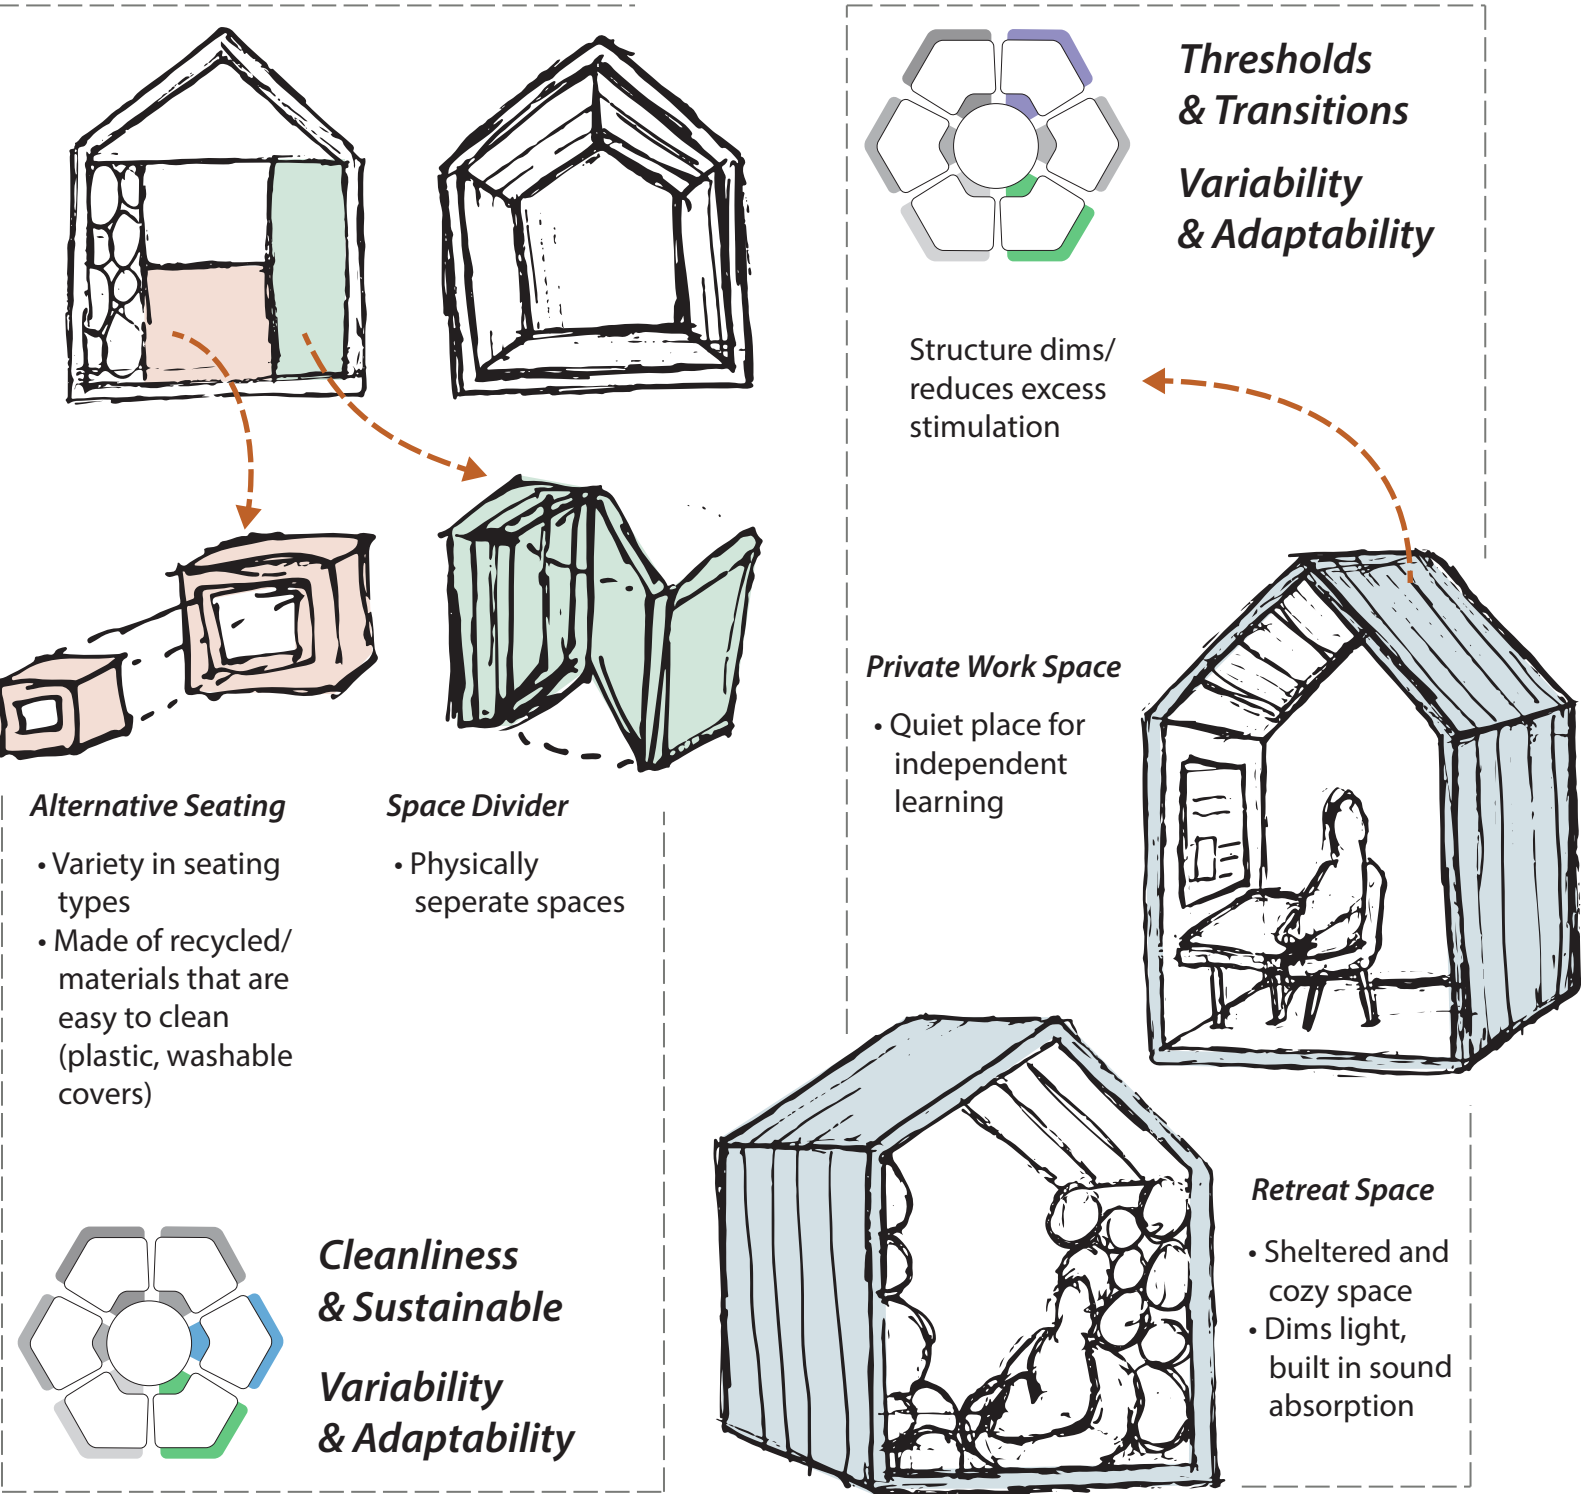 Thresholds
& Transitions
Variability
& Adaptability
Structure dims/
reduces excess
stimulation
Private Work Space
• Quiet place for
independent
learning
Alternative Seating
• Variety in seating
types
• Made of recycled/
materials that are
easy to clean
(plastic, washable
covers)
Space Divider
• Physically
seperate spaces
Cleanliness
& Sustainable
Variability
& Adaptability
Retreat Space
• Sheltered and
cozy space
• Dims light,
built in sound
absorption